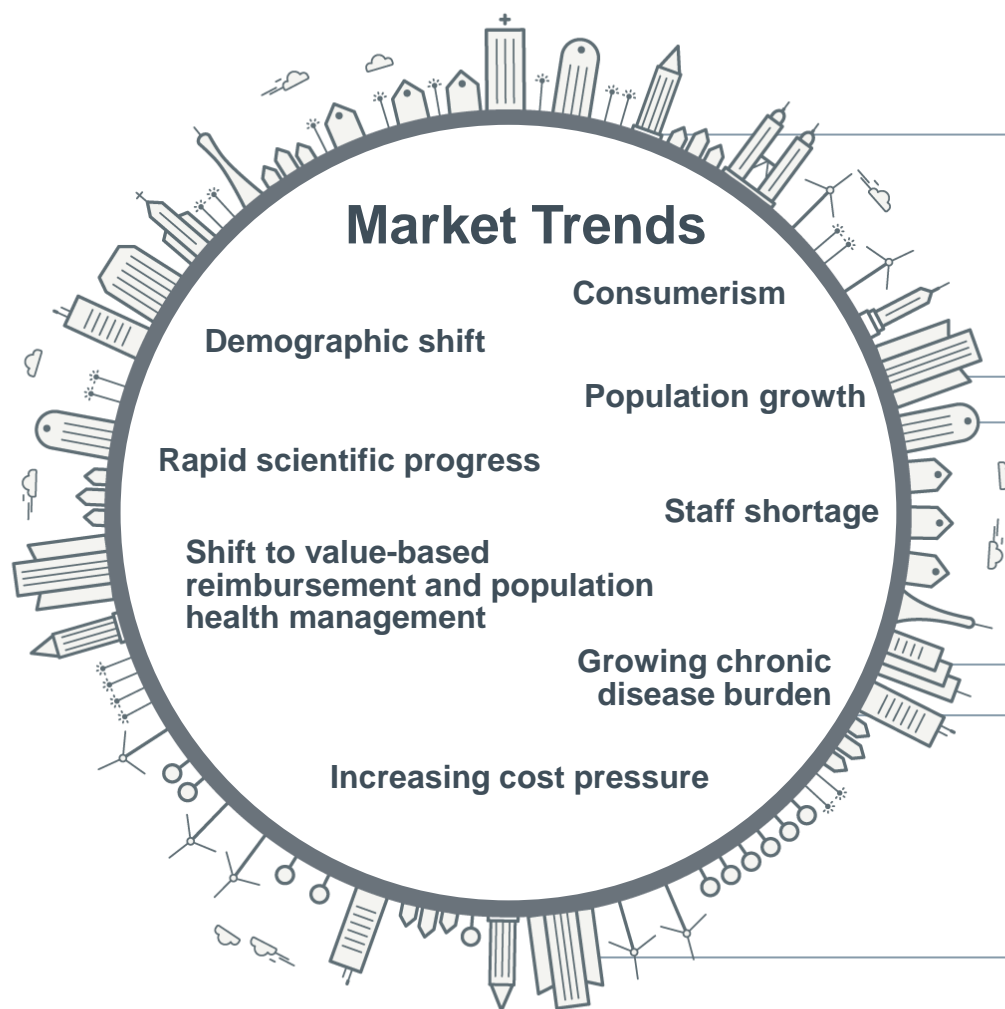 Market Trends
Consumerism
Demographic shift
Population growth
Rapid scientific progress
Staff shortage
Shift to value-based
reimbursement and population
health management
Growing chronic
disease burden
Increasing cost pressure